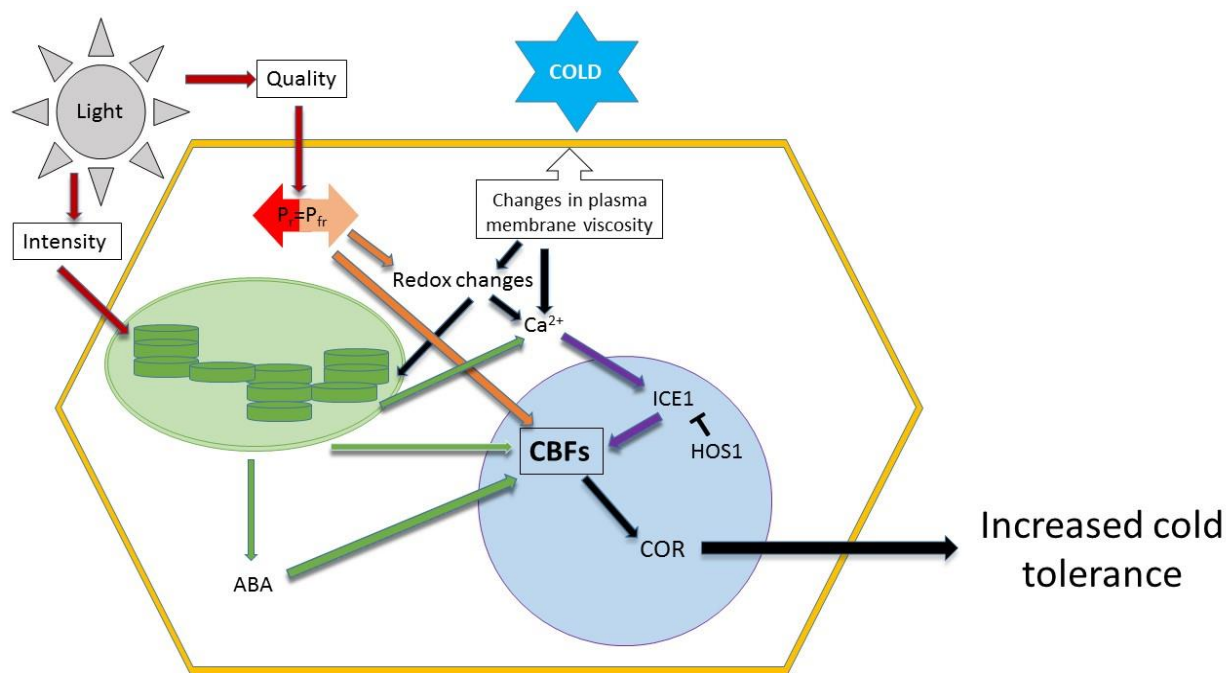 Light
Quality
COLD
Intensity
Pr=Pfr
Changes in plasma
membrane viscosity
Redox changes
Ca²⁺
ICE1
HOS1
CBFs
COR
ABA
Increased cold
tolerance